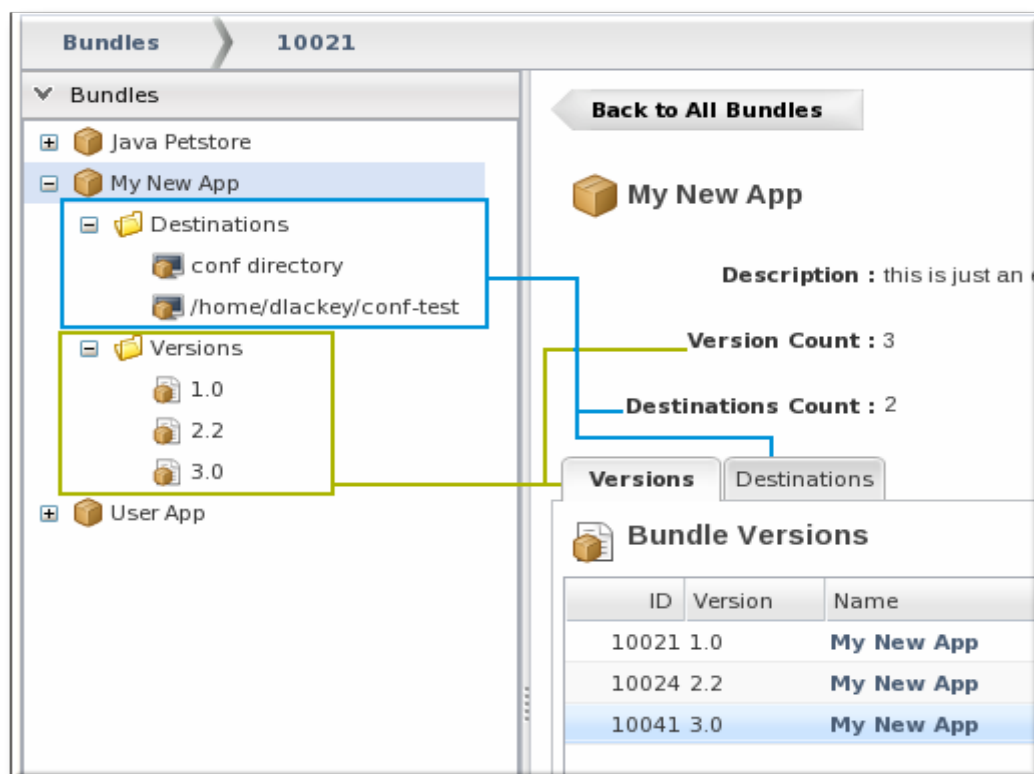 Bundles 10021
Bundles
Java Petstore
My New App
Destinations
conf directory
/home/dlackey/conf-test
Versions
1.0
2.2
3.0
User App
Back to All Bundles
My New App
Description : this is just an
Version Count : 3
Destinations Count : 2
Versions Destinations
Bundle Versions
ID Version Name
10021 1.0 My New App
10024 2.2 My New App
10041 3.0 My New App